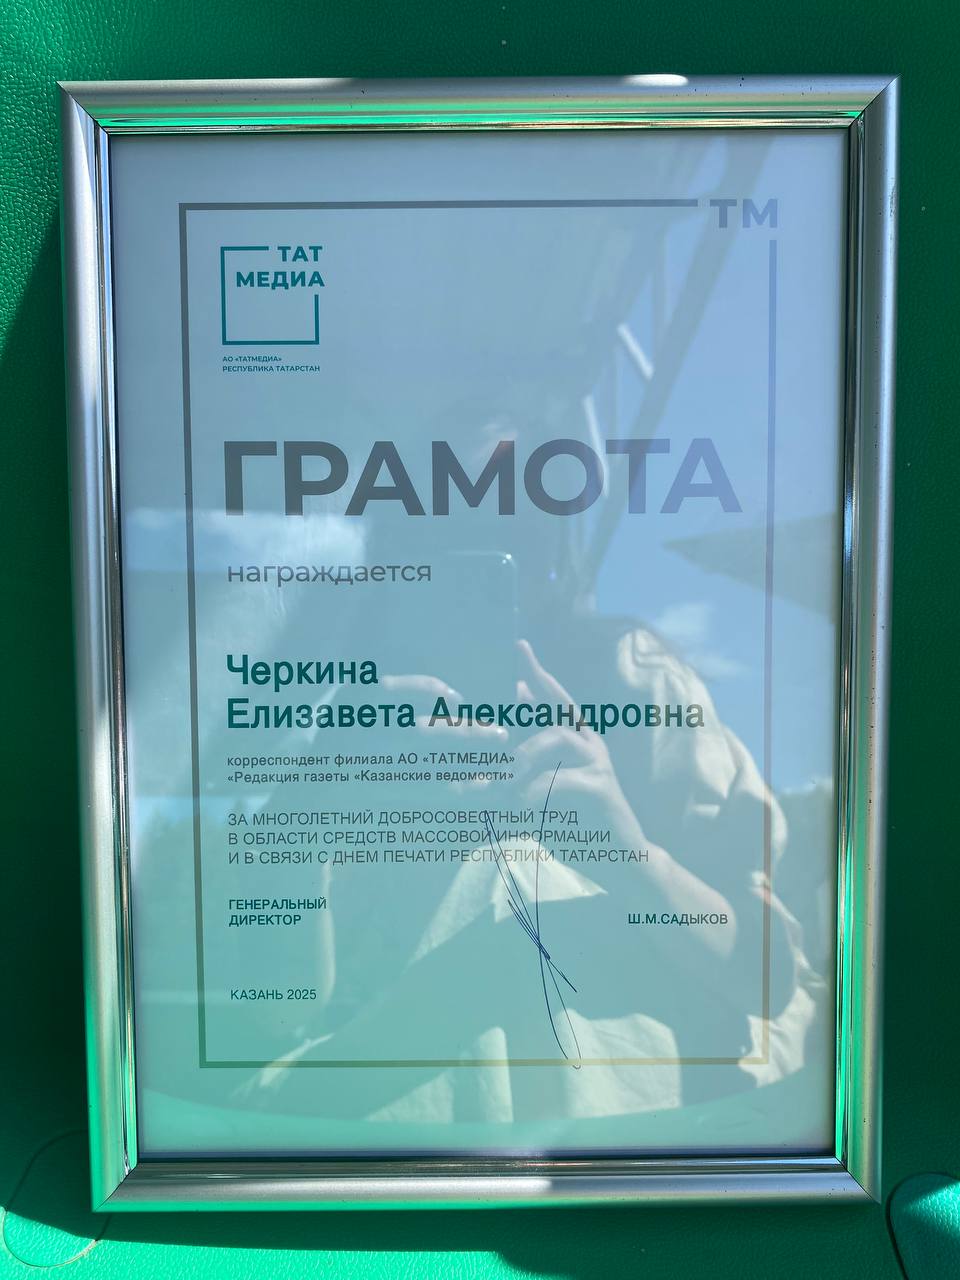 ТМ
ТАТ
МЕДИА
АО «ТАТМЕДИА»
РЕСПУБЛИКА ТАТАРСТАН
ГРАМОТА
награждается
Черкина
Елизавета Александровна
корреспондент филиала АО «ТАТМЕДИА»
«Редакция газеты «Казанские ведомости»
ЗА МНОГОЛЕТНИЙ ДОБРОСОВЕСТНЫЙ ТРУД
В ОБЛАСТИ СРЕДСТВ МАССОВОЙ ИНФОРМАЦИИ
И В СВЯЗИ С ДНЕМ ПЕЧАТИ РЕСПУБЛИКИ ТАТАРСТАН
ГЕНЕРАЛЬНЫЙ
ДИРЕКТОР
Ш.М.САДЫКОВ
КАЗАНЬ 2025